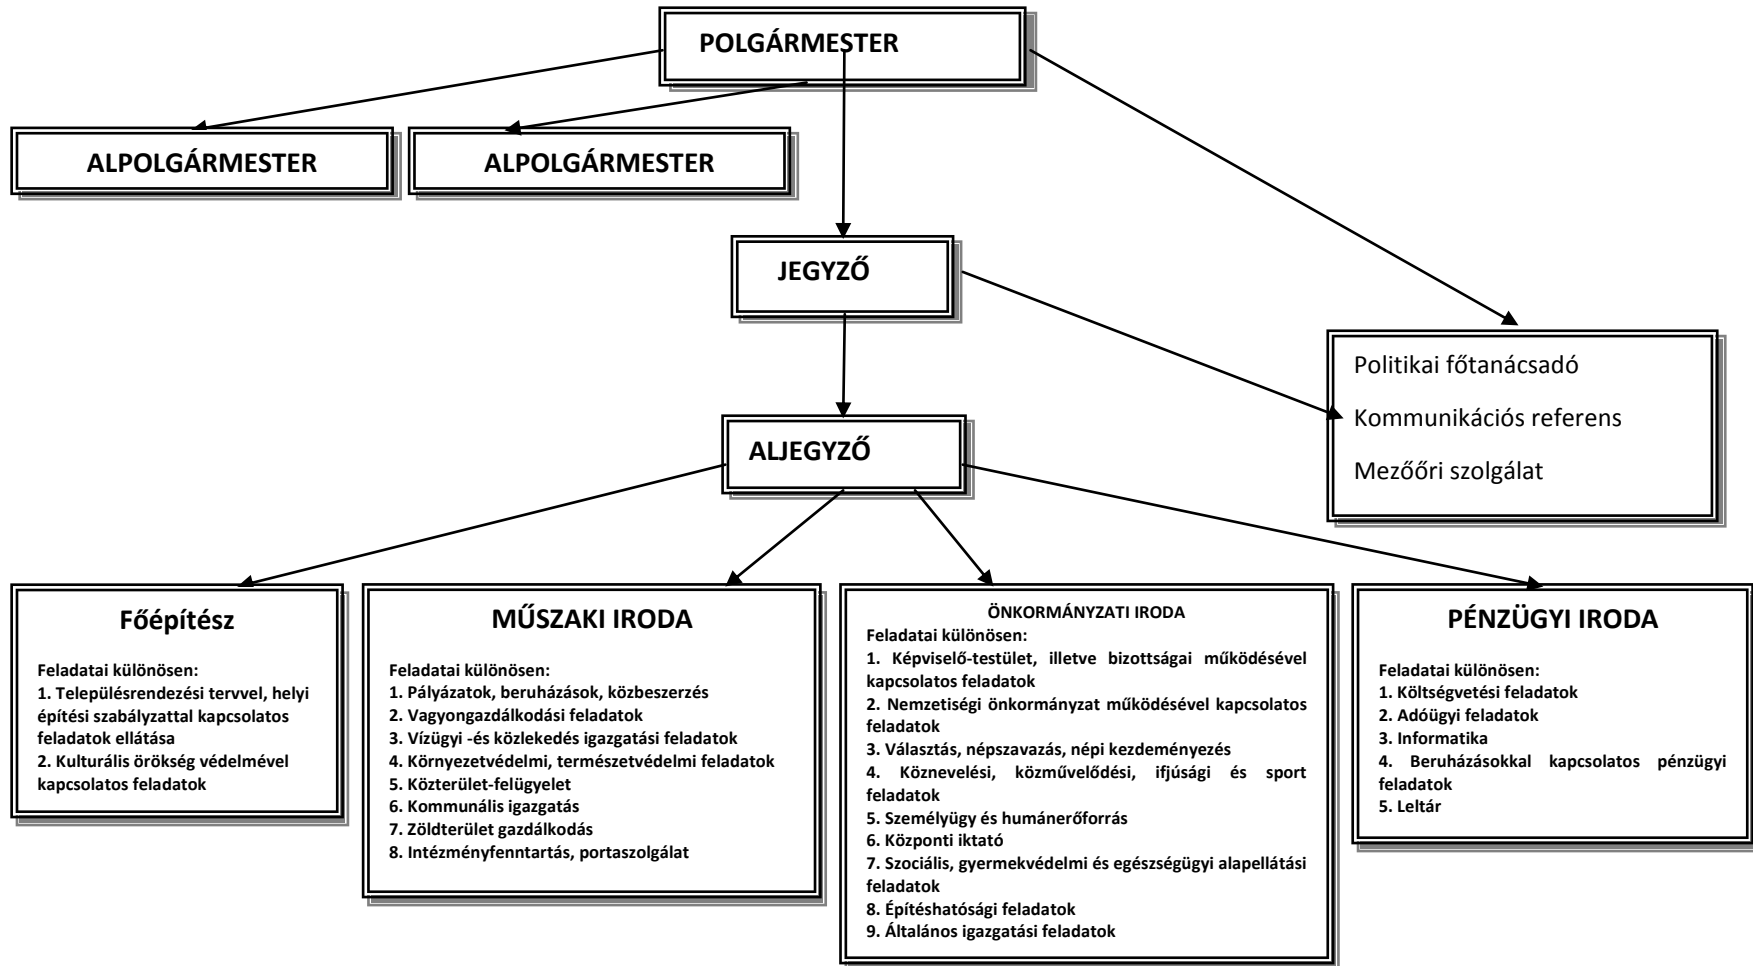 POLGÁRMESTER
ALPOLGÁRMESTER
ALPOLGÁRMESTER
JEGYZŐ
Politikai főtanácsadó
Kommunikációs referens
Mezőőri szolgálat
ALJEGYZŐ
Főépítész
Feladatai különösen:
1. Településrendezési tervvel, helyi
építési szabályzattal kapcsolatos
feladatok ellátása
2. Kulturális örökség védelmével
kapcsolatos feladatok
MŰSZAKI IRODA
Feladatai különösen:
1. Pályázatok, beruházások, közbeszerzés
2. Vagyongazdálkodási feladatok
3. Vízügyi -és közlekedés igazgatási feladatok
4. Környezetvédelmi, természetvédelmi feladatok
5. Közterület-felügyelet
6. Kommunális igazgatás
7. Zöldterület gazdálkodás
8. Intézményfenntartás, portaszolgálat
ÖNKORMÁNYZATI IRODA
Feladatai különösen:
1. Képviselő-testület, illetve bizottságai működésével
kapcsolatos feladatok
2. Nemzetiségi önkormányzat működésével kapcsolatos
feladatok
3. Választás, népszavazás, népi kezdeményezés
4. Köznevelési, közművelődési, ifjúsági és sport
feladatok
5. Személyügy és humánerőforrás
6. Központi iktató
7. Szociális, gyermekvédelmi és egészségügyi alapellátási
feladatok
8. Építéshatósági feladatok
9. Általános igazgatási feladatok
PÉNZÜGYI IRODA
Feladatai különösen:
1. Költségvetési feladatok
2. Adóügyi feladatok
3. Informatika
4. Beruházásokkal kapcsolatos pénzügyi
feladatok
5. Leltár